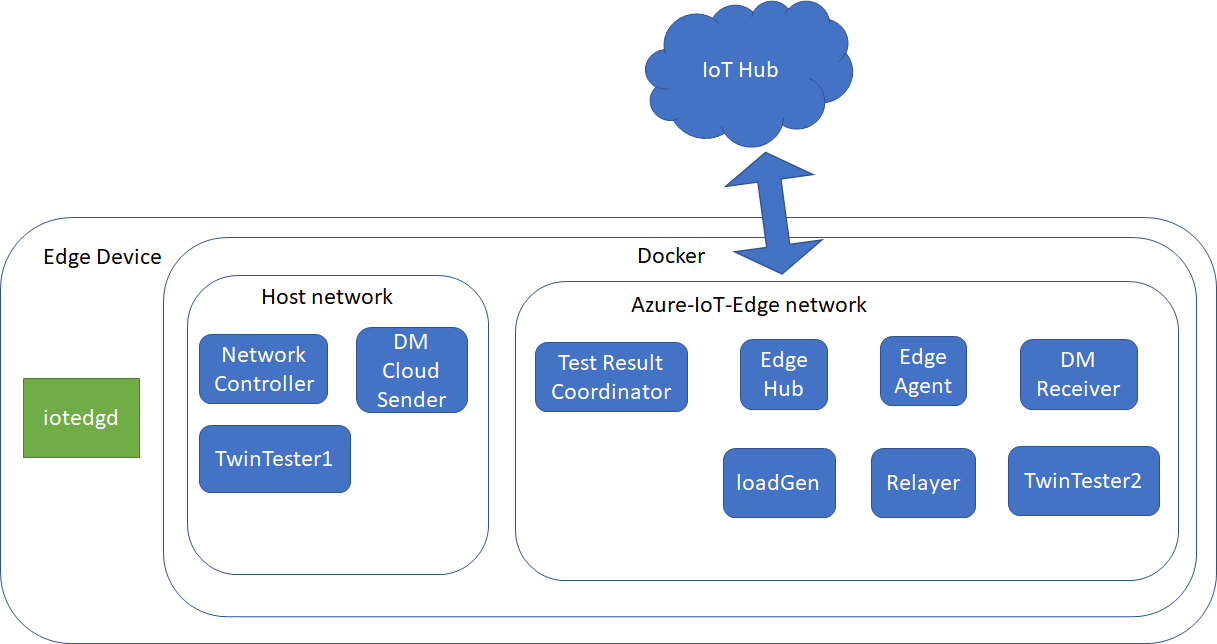 IoT Hub
Edge Device
Docker
Host network
Azure-IoT-Edge network
Network
Controller
DM
Cloud
Sender
Test Result
Coordinator
Edge
Hub
Edge
Agent
DM
Receiver
iotedgd
TwinTester1
loadGen
Relayer
TwinTester2